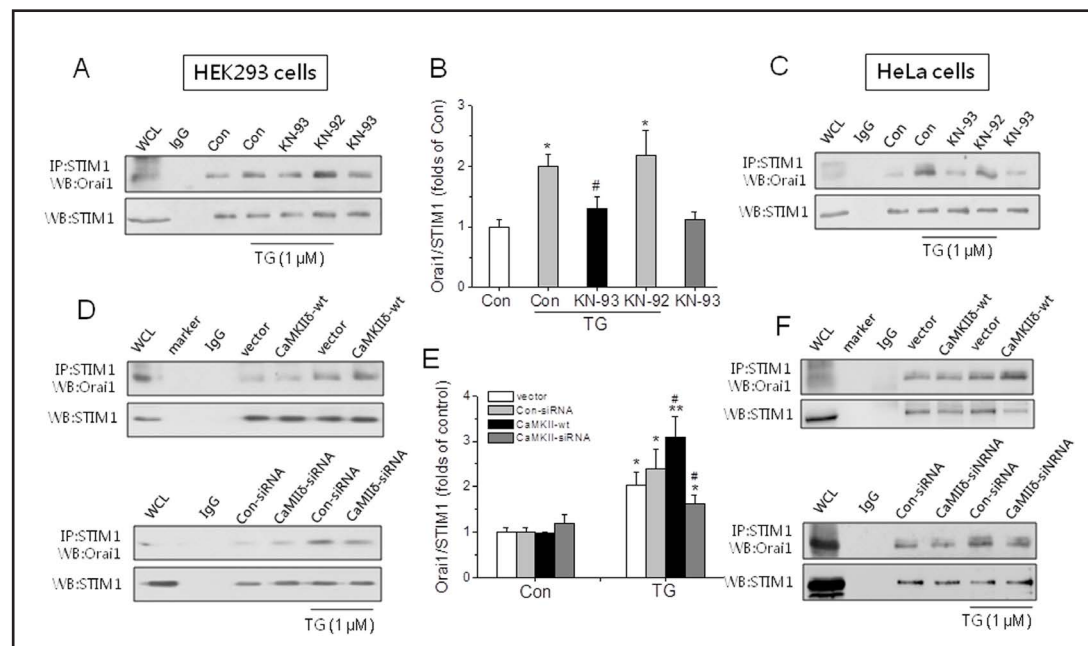 A
HEK293 cells
WCL IgG Con Con KN-93 KN-92 KN-93
IP:STIM1
WB:Orai1
WB:STIM1
TG (1 μM)
B
Orai1/STIM1 (folds of Con)
3
2
1
0
* # *
Con Con KN-93 KN-92 KN-93
TG
C
HeLa cells
WCL IgG Con Con KN-93 KN-92 KN-93
IP:STIM1
WB:Orai1
WB:STIM1
TG (1 μM)
D
WCL marker IgG vector CaMKIIδ-wt vector CaMKIIδ-wt
IP:STIM1
WB:Orai1
WB:STIM1
WCL IgG Con-siRNA CaMIIδ-siRNA Con-siRNA CaMIIδ-siRNA
IP:STIM1
WB:Orai1
WB:STIM1
TG (1 μM)
E
Orai1/STIM1 (folds of control)
4
3
2
1
0
vector
Con-siRNA
CaMKII-wt
CaMKII-siRNA
* * # ** # *
Con TG
F
WCL marker IgG vector CaMKIIδ-wt vector CaMKIIδ-wt
IP:STIM1
WB:Orai1
WB:STIM1
WCL IgG Con-siRNA CaMIIδ-siNRNA Con-siRNA CaMIIδ-siNRNA
IP:STIM1
WB:Orai1
WB:STIM1
TG (1 μM)